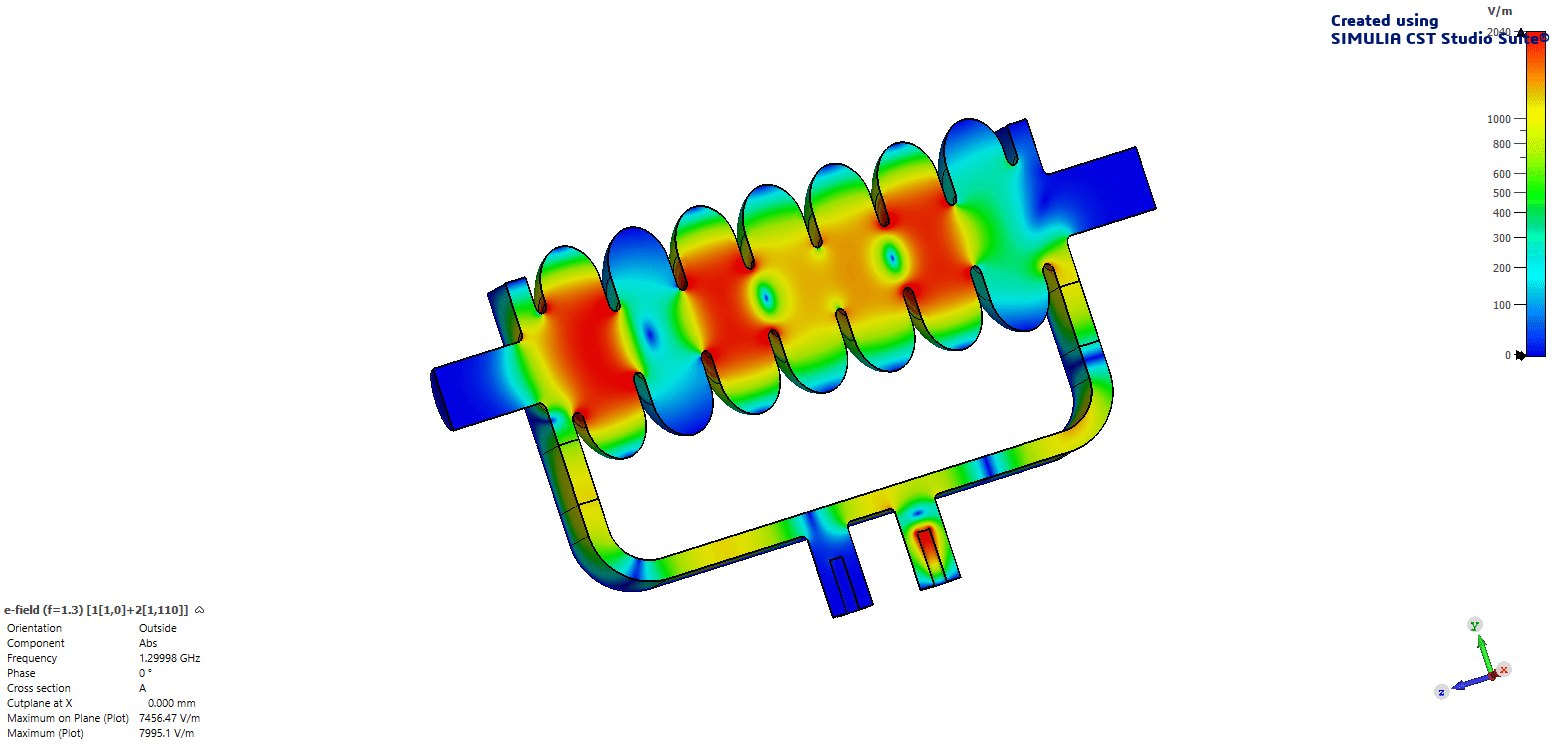 Created using
SIMULIA CST Studio Suite®
V/m
2040
1000
800
600
500
400
300
200
100
0
e-field (f=1.3) [1[1,0]+2[1,110]]
Orientation Outside
Component Abs
Frequency 1.29998 GHz
Phase 0 °
Cross section A
Cutplane at X 0.000 mm
Maximum on Plane (Plot) 7456.47 V/m
Maximum (Plot) 7995.1 V/m
y
x
z